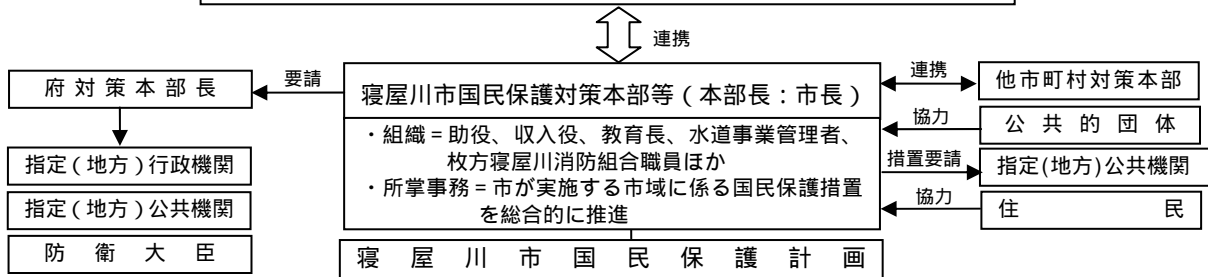 連携
府対策本部長
要請
寝屋川市国民保護対策本部等（本部長：市長）
・組織＝助役、収入役、教育長、水道事業管理者、
枚方寝屋川消防組合職員ほか
・所掌事務＝市が実施する市域に係る国民保護措置
を総合的に推進
連携
他市町村対策本部
協力
公共的団体
措置要請
指定(地方)公共機関
協力
住民
指定（地方）行政機関
指定（地方）公共機関
防衛大臣
寝屋川市国民保護計画